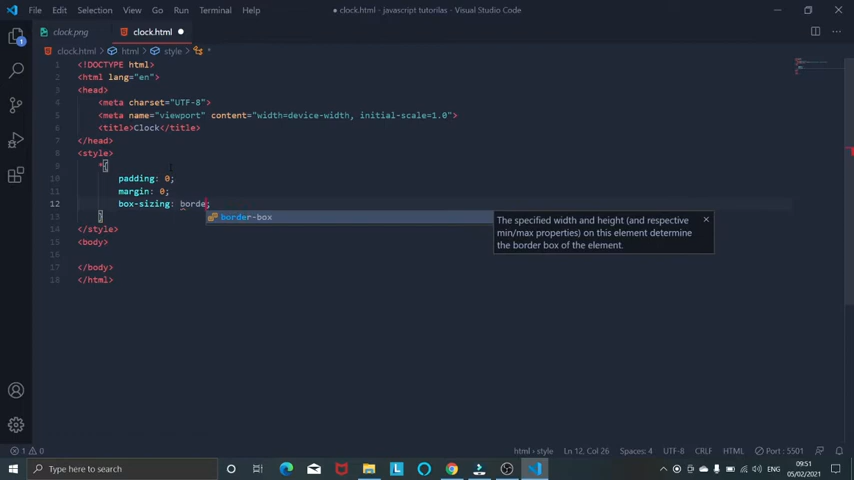 File Edit Selection View Go Run Terminal Help
● clock.html - javascript tutorilas - Visual Studio Code
clock.png clock.html ●
clock.html > html > style > *
1 <!DOCTYPE html>
2 <html lang="en">
3 <head>
4 <meta charset="UTF-8">
5 <meta name="viewport" content="width=device-width, initial-scale=1.0">
6 <title>Clock</title>
7 </head>
8 <style>
9 *{
10 padding: 0;
11 margin: 0;
12 box-sizing: borde;
border-box
The specified width and height (and respective
min/max properties) on this element determine
the border box of the element.
13 }
14 </style>
15 <body>
16
17 </body>
18 </html>
1
1 0 html › style Ln 12, Col 26 Spaces: 4 UTF-8 CRLF HTML Port : 5501
Type here to search
ENG
09:51
05/02/2021